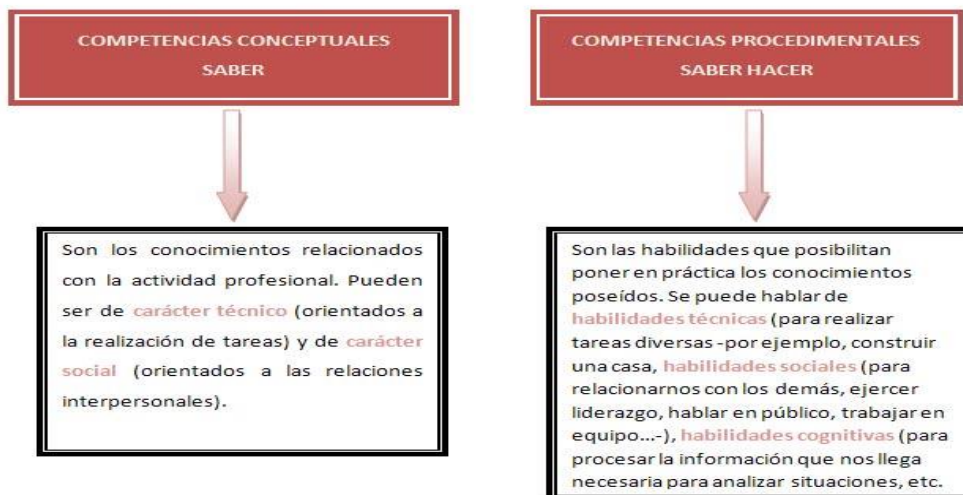 COMPETENCIAS CONCEPTUALES
SABER
Son los conocimientos relacionados
con la actividad profesional. Pueden
ser de carácter técnico (orientados a
la realización de tareas) y de carácter
social (orientados a las relaciones
interpersonales).
COMPETENCIAS PROCEDIMENTALES
SABER HACER
Son las habilidades que posibilitan
poner en práctica los conocimientos
poseídos. Se puede hablar de
habilidades técnicas (para realizar
tareas diversas -por ejemplo, construir
una casa, habilidades sociales (para
relacionarnos con los demás, ejercer
liderazgo, hablar en público, trabajar en
equipo...-), habilidades cognitivas (para
procesar la información que nos llega
necesaria para analizar situaciones, etc.